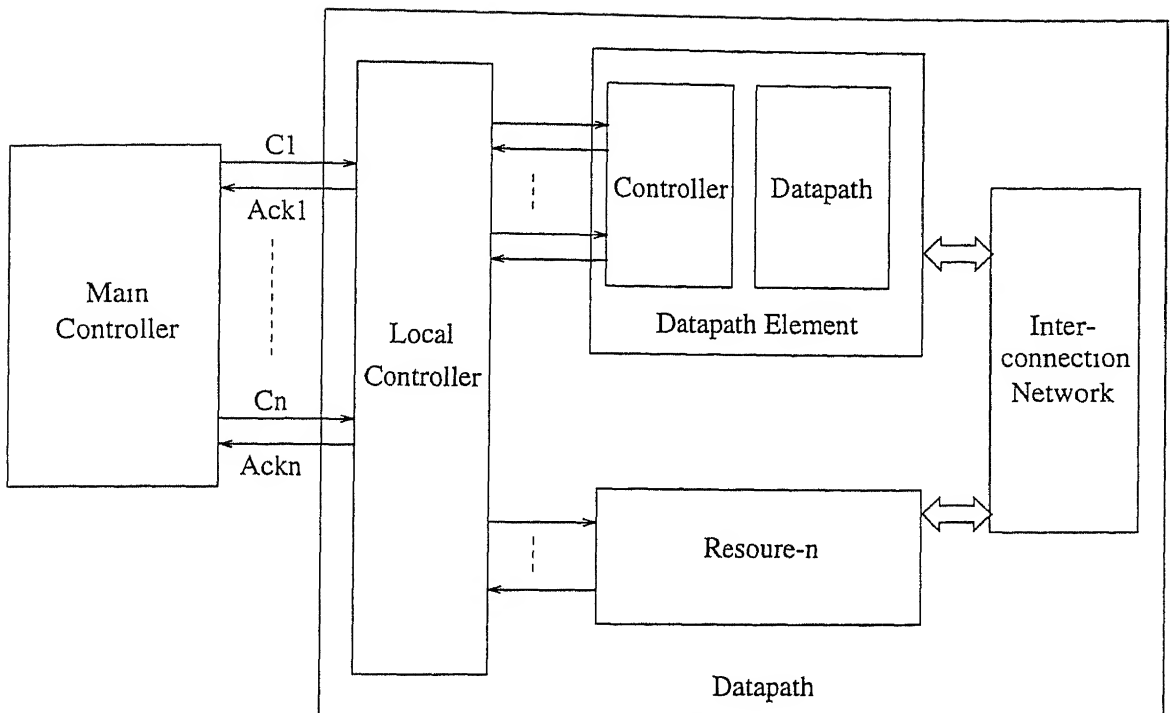 C1
Ack1
Main
Controller
Cn
Ackn
Local
Controller
Controller
Datapath
Datapath Element
Inter-
connection
Network
Resoure-n
Datapath